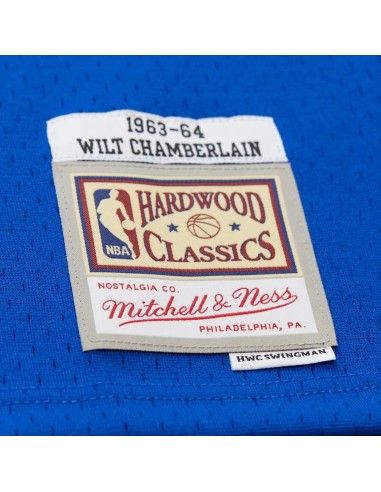 1963-64
WILT CHAMBERLAIN
HARDWOOD
CLASSICS
NBA
NOSTALGIA CO.
Mitchell & Ness
PHILADELPHIA, PA.
HWC SWINGMAN